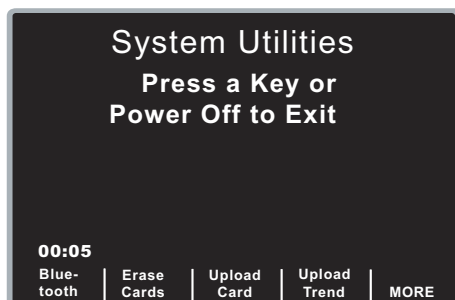 System Utilities
Press a Key or
Power Off to Exit
00:05
Blue-
tooth
Erase
Cards
Upload
Card
Upload
Trend
MORE